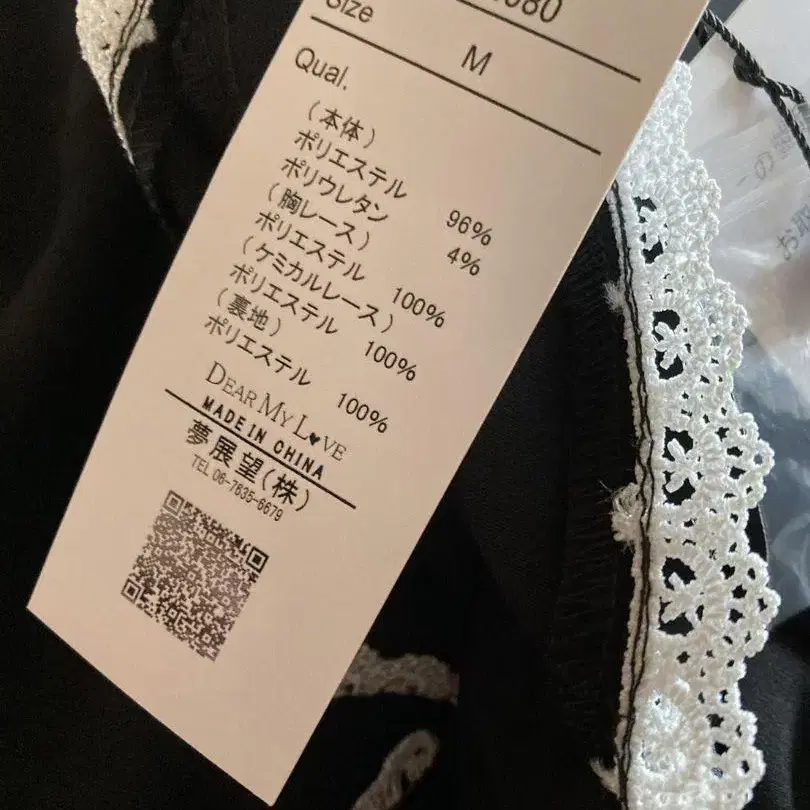 Size
M
Qual.
(本体)
ポリエステル 96%
ポリウレタン 4%
(胸レース)
ポリエステル 100%
(ケミカルレース)
ポリエステル 100%
(裏地)
ポリエステル 100%
DEAR MY L♥VE
MADE IN CHINA
夢展望(株)
TEL 06-7635-6679